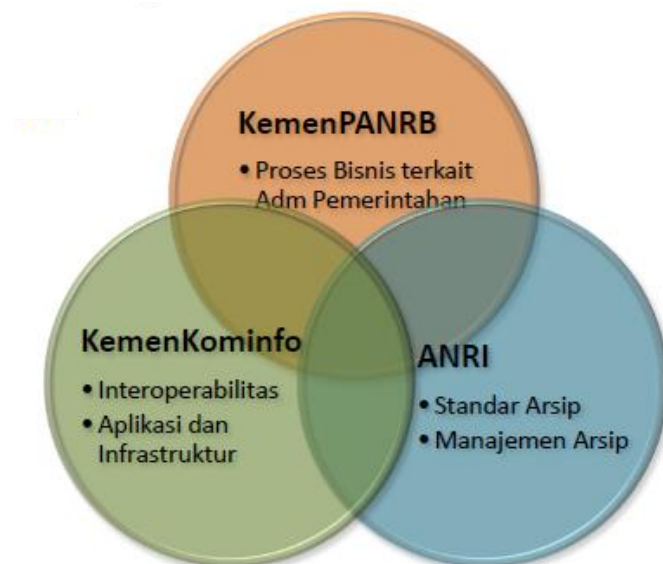 KemenPANRB
• Proses Bisnis terkait
Adm Pemerintahan
KemenKominfo
• Interoperabilitas
• Aplikasi dan
Infrastruktur
ANRI
• Standar Arsip
• Manajemen Arsip